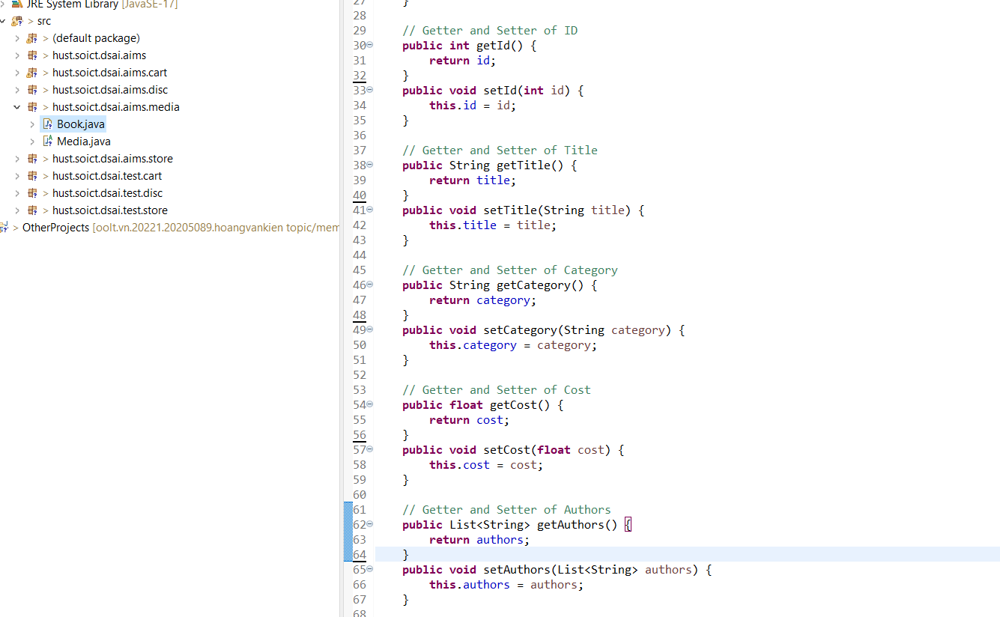 JRE System Library [JavaSE-17]
> src
> (default package)
> hust.soict.dsai.aims
> hust.soict.dsai.aims.cart
> hust.soict.dsai.aims.disc
> hust.soict.dsai.aims.media
Book.java
Media.java
> hust.soict.dsai.aims.store
> hust.soict.dsai.test.cart
> hust.soict.dsai.test.disc
> hust.soict.dsai.test.store
> OtherProjects [oolt.vn.20221.20205089.hoangvankien topic/mem
27 }
28
29 // Getter and Setter of ID
30 public int getId() {
31 return id;
32 }
33 public void setId(int id) {
34 this.id = id;
35 }
36
37 // Getter and Setter of Title
38 public String getTitle() {
39 return title;
40 }
41 public void setTitle(String title) {
42 this.title = title;
43 }
44
45 // Getter and Setter of Category
46 public String getCategory() {
47 return category;
48 }
49 public void setCategory(String category) {
50 this.category = category;
51 }
52
53 // Getter and Setter of Cost
54 public float getCost() {
55 return cost;
56 }
57 public void setCost(float cost) {
58 this.cost = cost;
59 }
60
61 // Getter and Setter of Authors
62 public List<String> getAuthors() {
63 return authors;
64 }
65 public void setAuthors(List<String> authors) {
66 this.authors = authors;
67 }
68